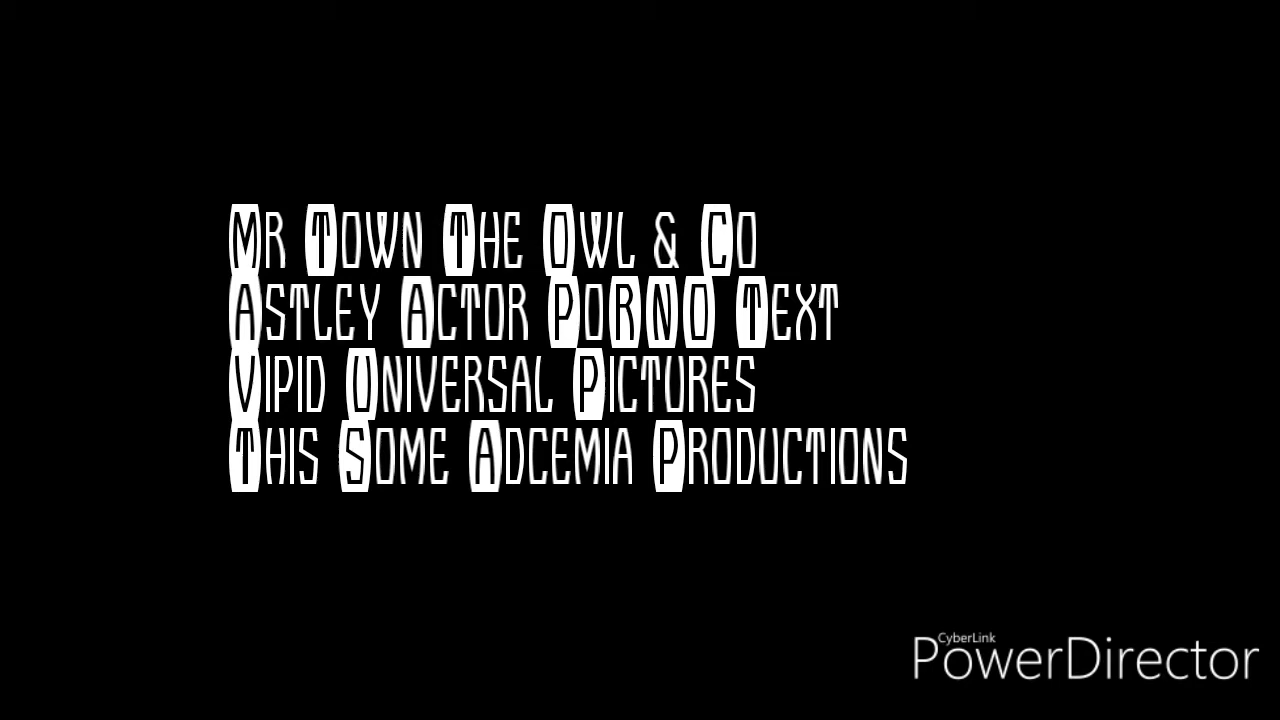 Mr Town The Owl & Co
Astley Actor PoRNO Text
Vipid Universal Pictures
This Some Adcemia Productions
CyberLink
PowerDirector